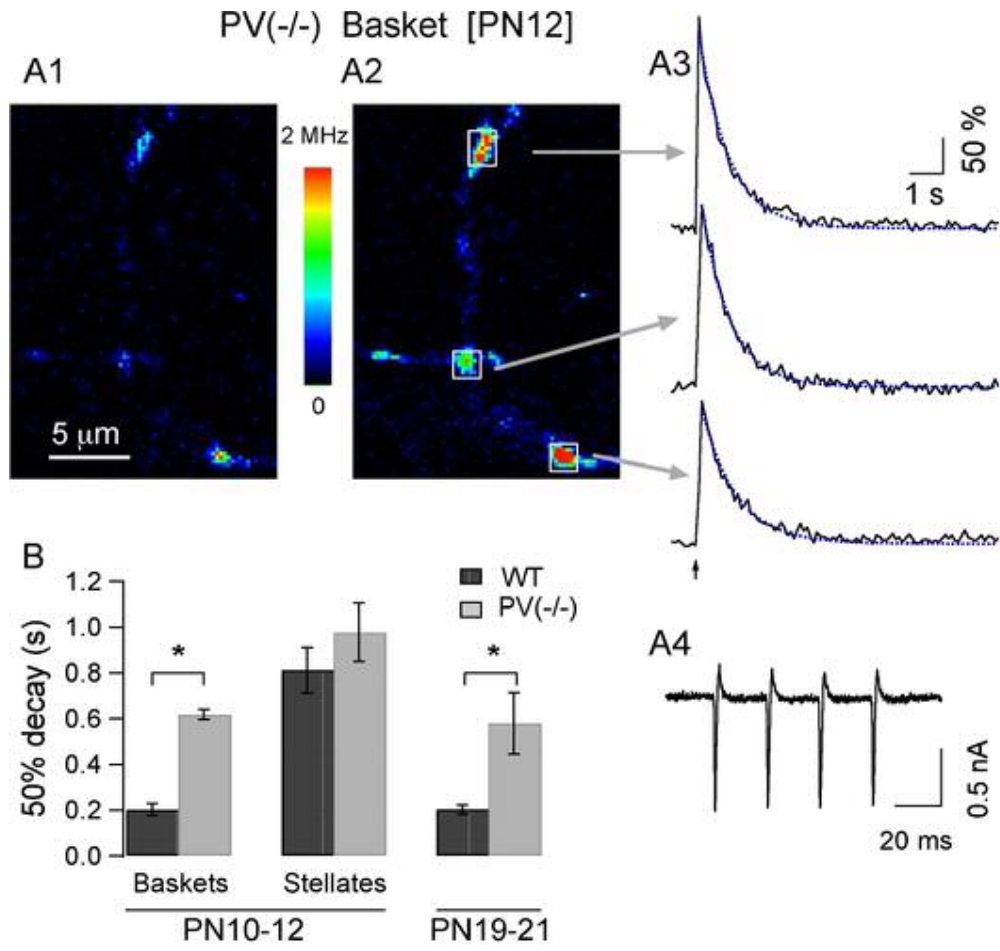 PV(-/-) Basket [PN12]
A1
A2
A3
2 MHz
0
5 μm
50 %
1 s
B
WT
PV(-/-)
50% decay (s)
1.2
1.0
0.8
0.6
0.4
0.2
0.0
*
*
Baskets
Stellates
PN10-12
PN19-21
A4
0.5 nA
20 ms